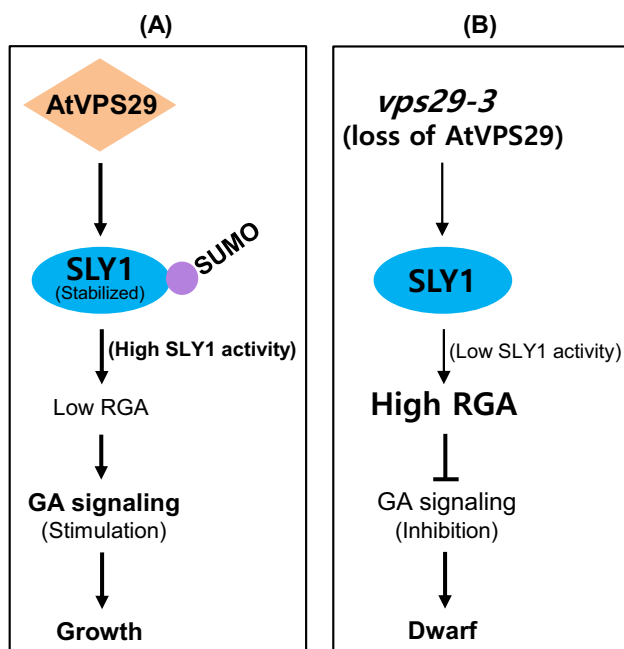 (A)
AtVPS29
SLY1
(Stabilized)
SUMO
(High SLY1 activity)
Low RGA
GA signaling
(Stimulation)
Growth
(B)
vps29-3
(loss of AtVPS29)
SLY1
(Low SLY1 activity)
High RGA
GA signaling
(Inhibition)
Dwarf